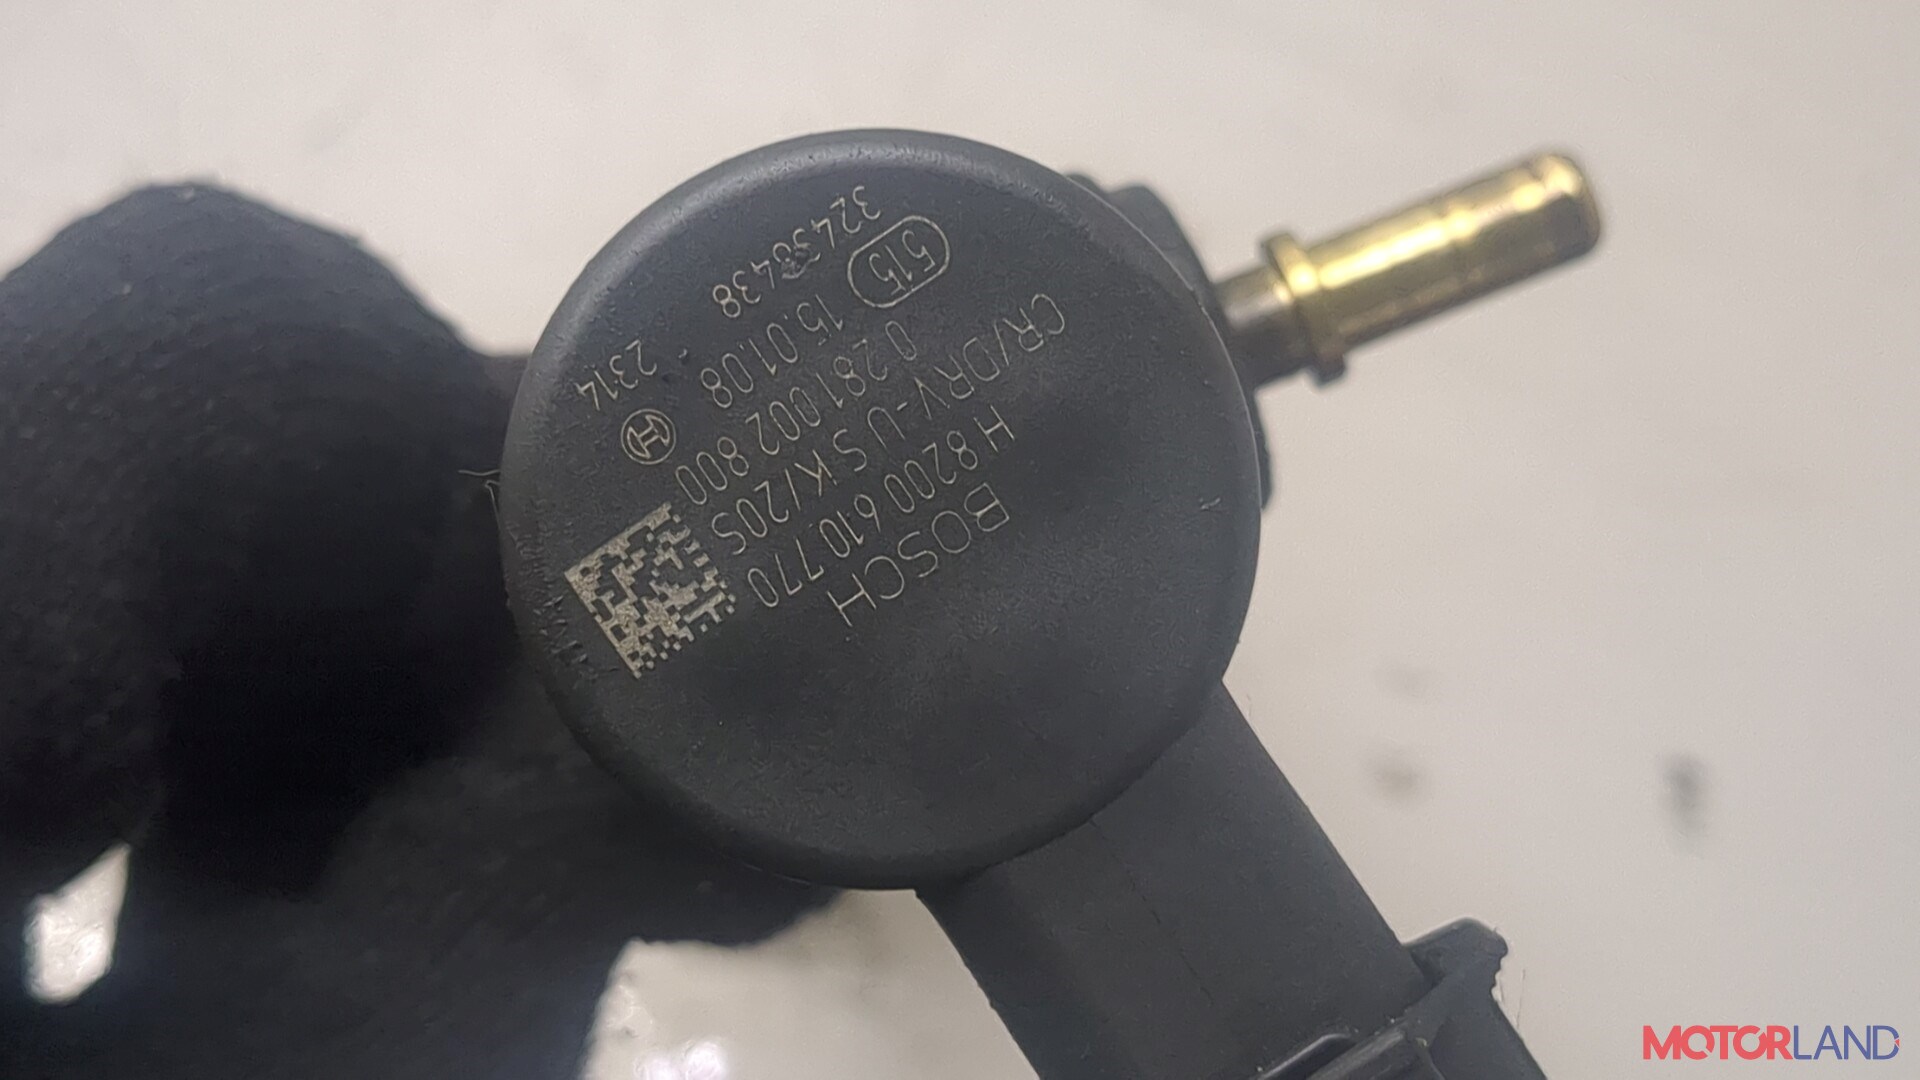 BOSCH
H 8200 610 770
CR/DRV-U S K/20S
0 281 002 800
515 15.01.08
32438438
2314
MOTORLAND